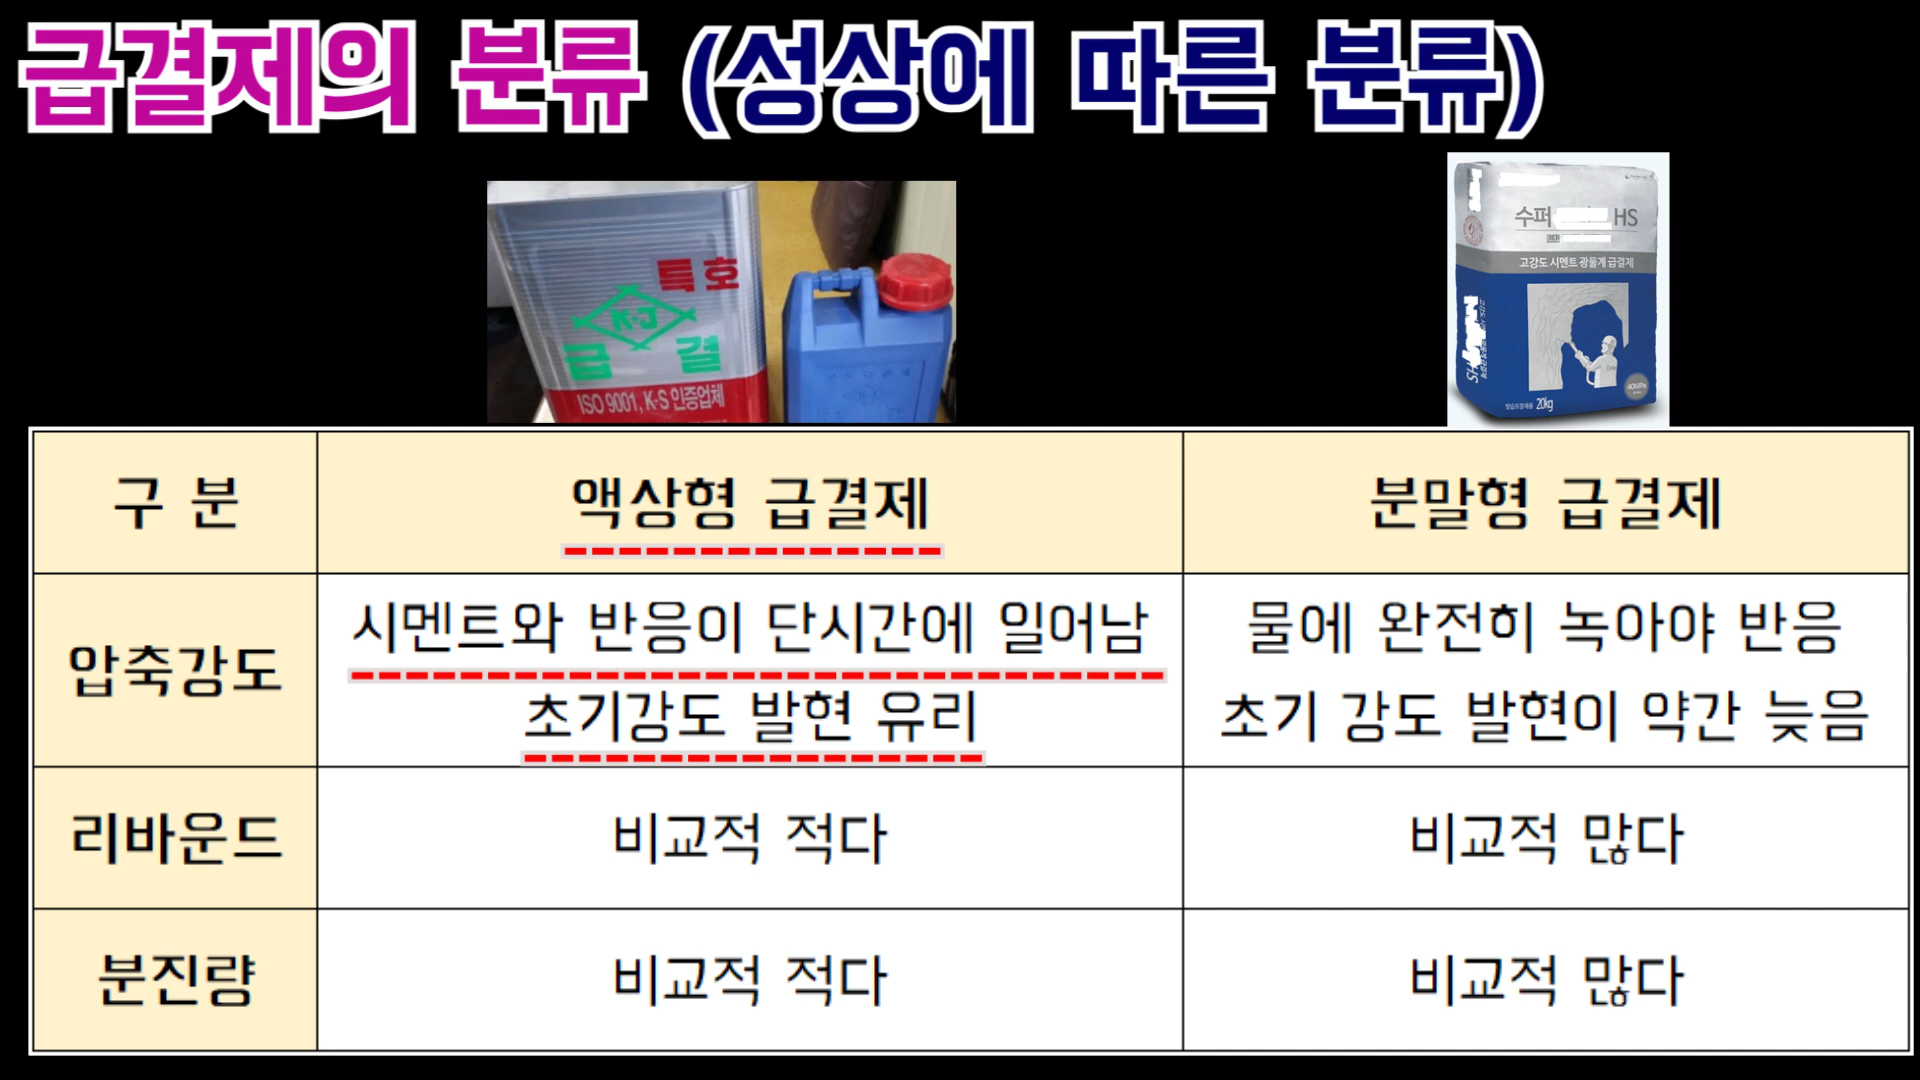 급결제의 분류 (성상에 따른 분류)
특호
K-J
급 결
ISO 9001, K-S 인증업체
수퍼 HS
UNION
고강도 시멘트 광물계 급결제
40MPa
20kg
구 분
액상형 급결제
분말형 급결제
압축강도
시멘트와 반응이 단시간에 일어남
초기강도 발현 유리
물에 완전히 녹아야 반응
초기 강도 발현이 약간 늦음
리바운드
비교적 적다
비교적 많다
분진량
비교적 적다
비교적 많다